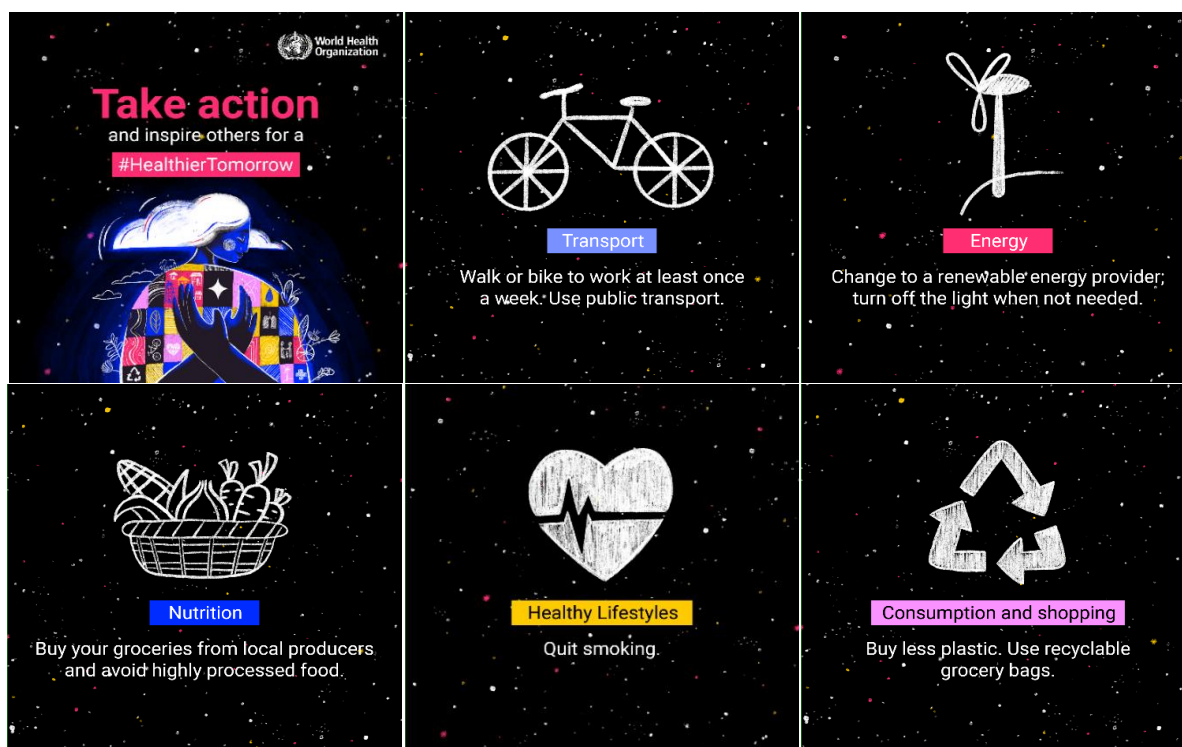 World Health
Organization
Take action
and inspire others for a
#HealthierTomorrow
Transport
Walk or bike to work at least once
a week. Use public transport.
Energy
Change to a renewable energy provider;
turn off the light when not needed.
Nutrition
Buy your groceries from local producers
and avoid highly processed food.
Healthy Lifestyles
Quit smoking.
Consumption and shopping
Buy less plastic. Use recyclable
grocery bags.